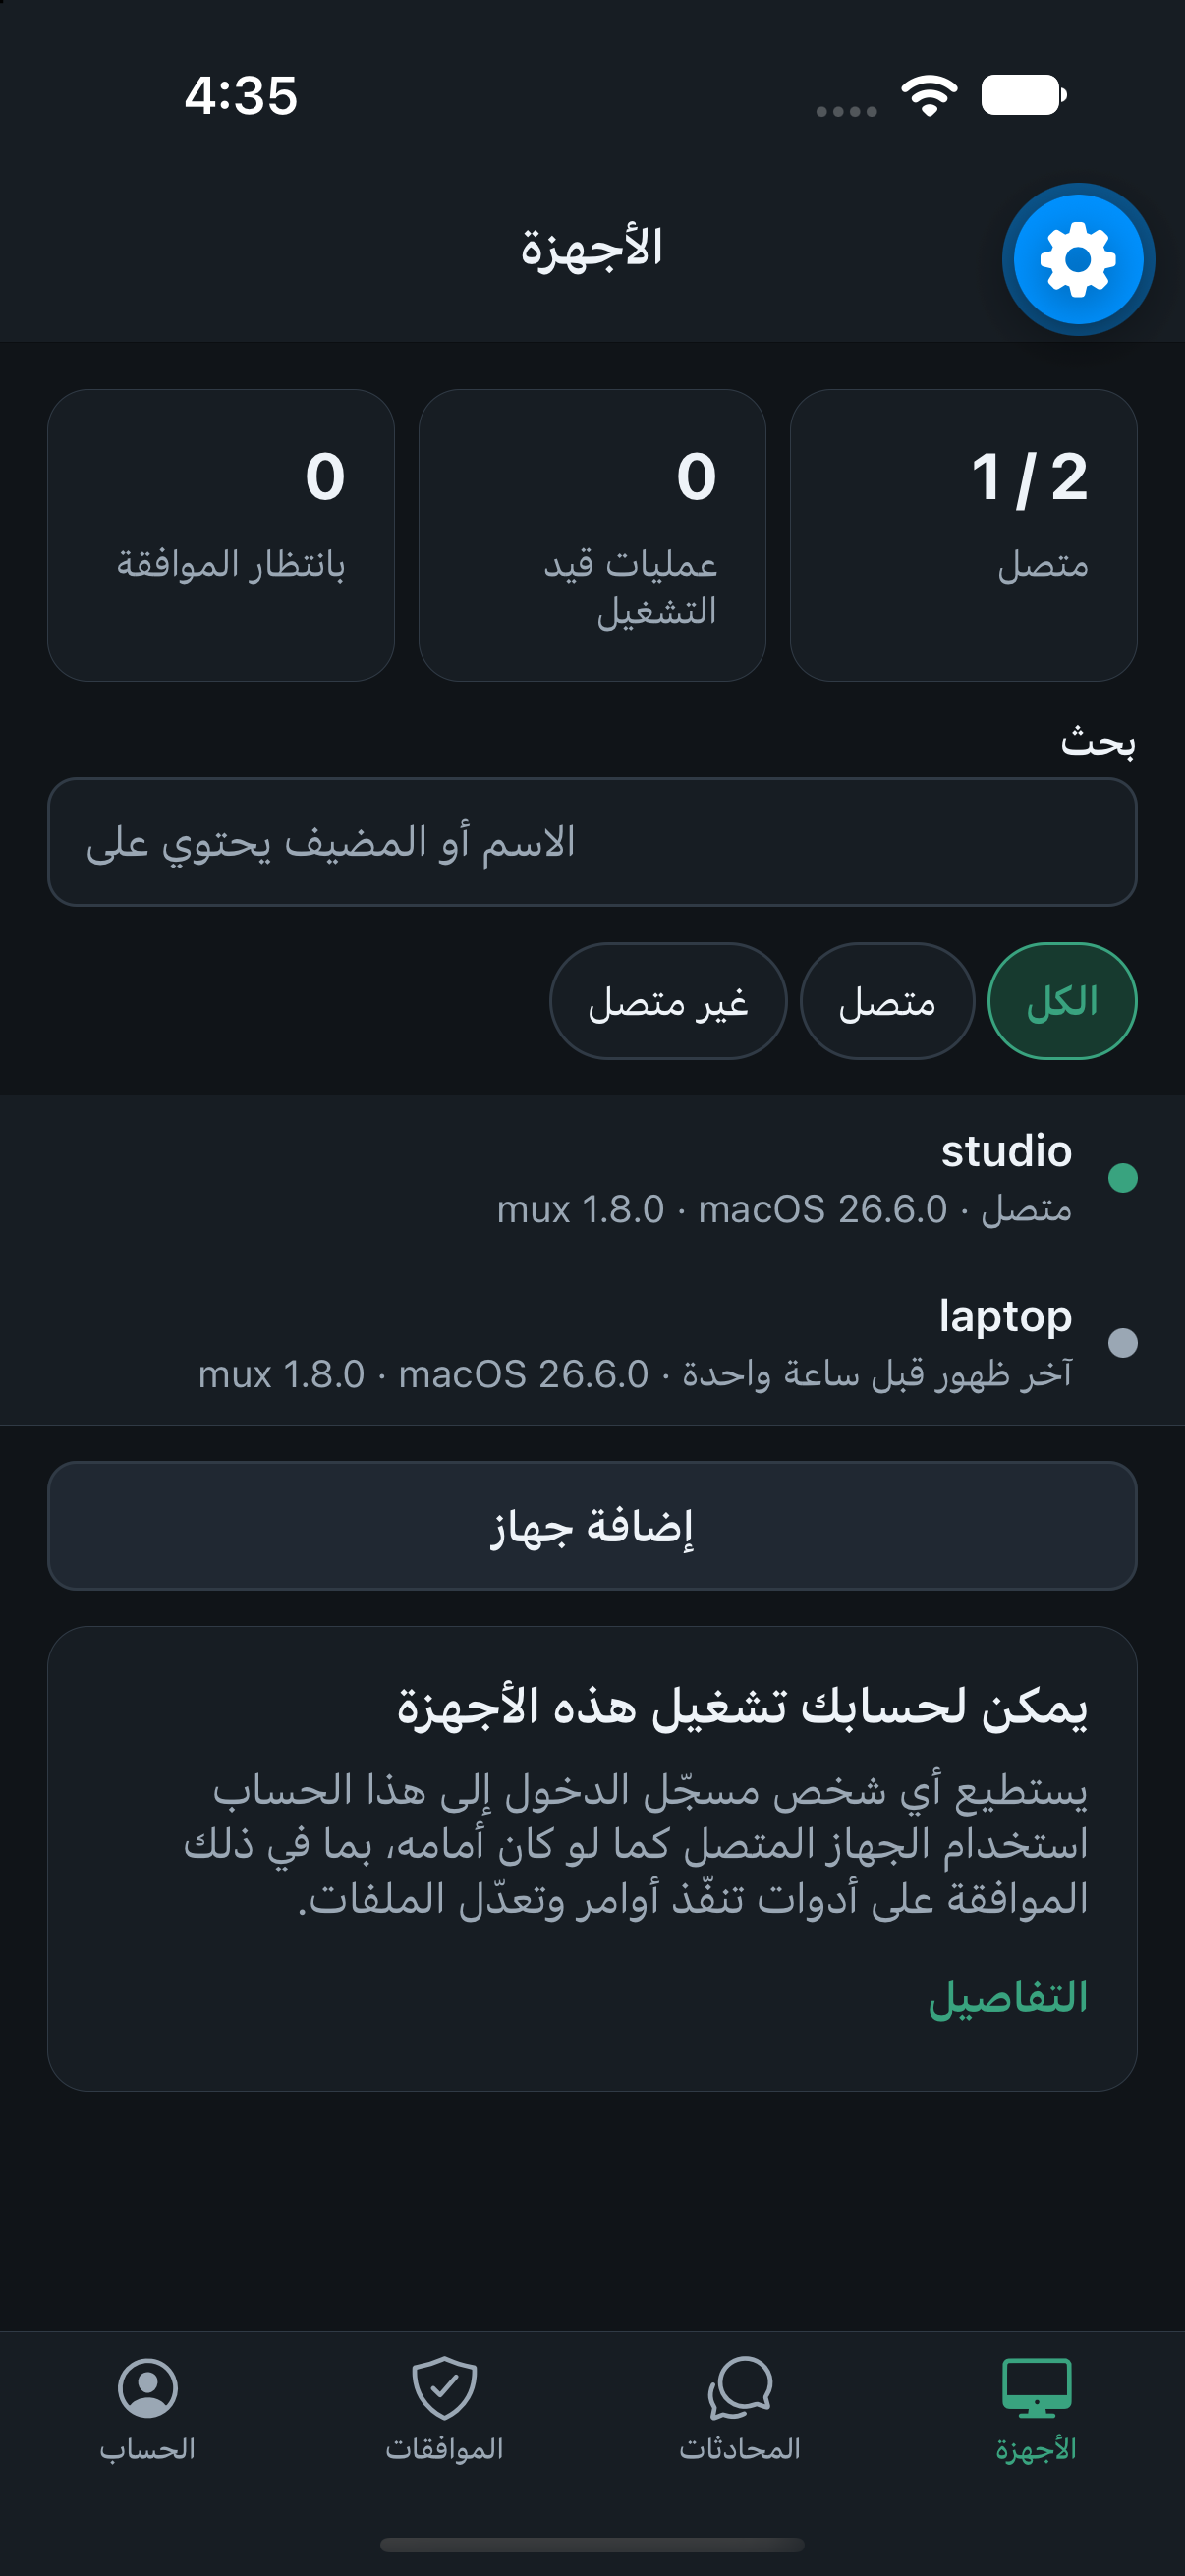 4:35
الأجهزة
1 / 2
متصل
0
عمليات قيد
التشغيل
0
بانتظار الموافقة
بحث
الاسم أو المضيف يحتوي على
الكل
متصل
غير متصل
studio
متصل · mux 1.8.0 · macOS 26.6.0
laptop
آخر ظهور قبل ساعة واحدة · mux 1.8.0 · macOS 26.6.0
إضافة جهاز
يمكن لحسابك تشغيل هذه الأجهزة
يستطيع أي شخص مسجّل الدخول إلى هذا الحساب
استخدام الجهاز المتصل كما لو كان أمامه، بما في ذلك
الموافقة على أدوات تنفّذ أوامر وتعدّل الملفات.
التفاصيل
الأجهزة
المحادثات
الموافقات
الحساب